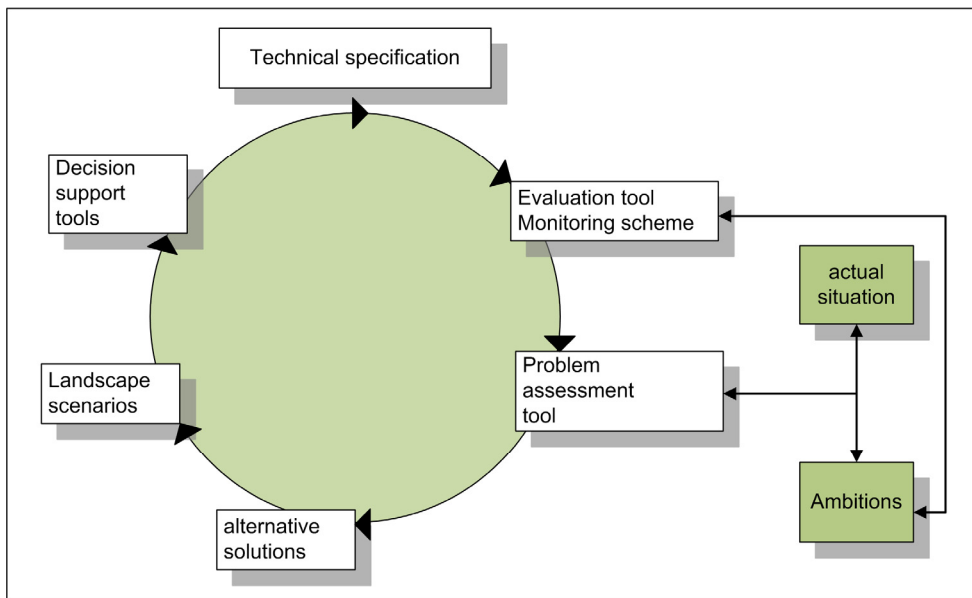 Technical specification
Decision
support
tools
Evaluation tool
Monitoring scheme
actual
situation
Problem
assessment
tool
Landscape
scenarios
Ambitions
alternative
solutions